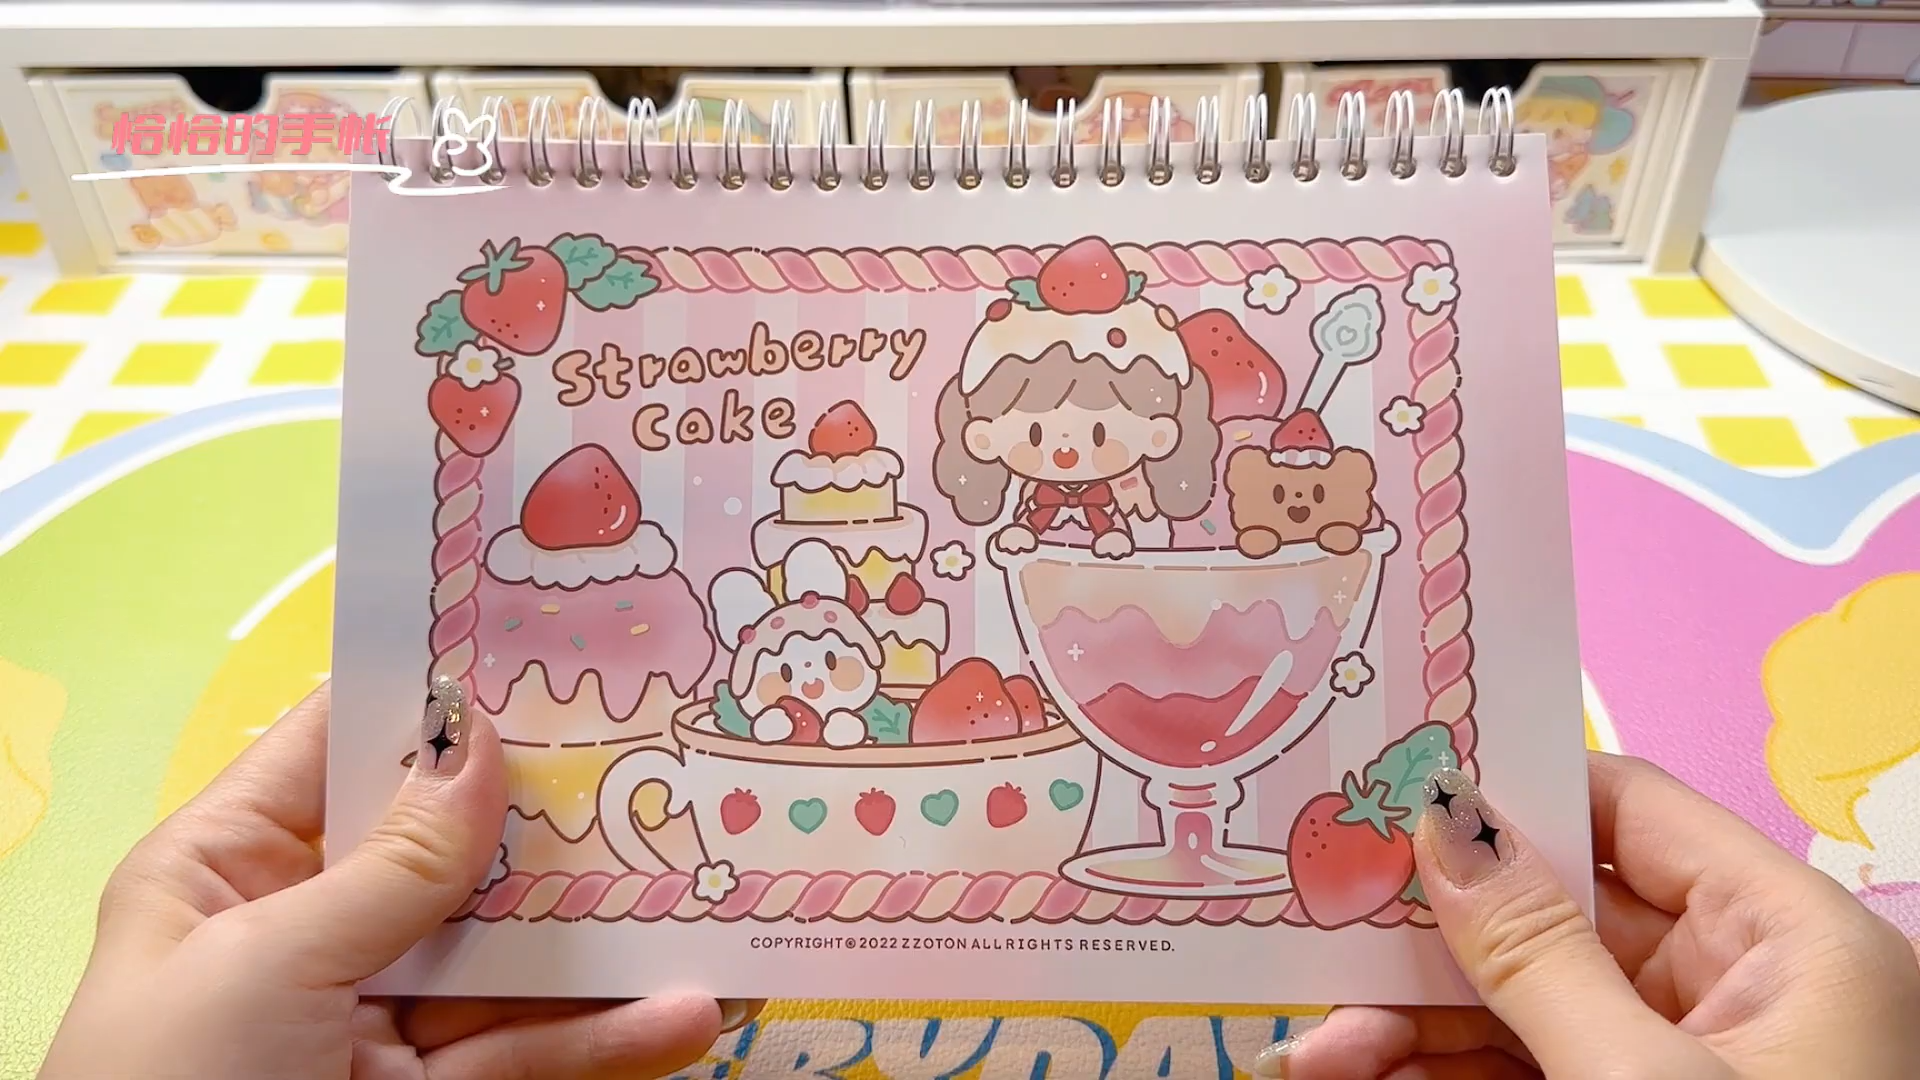 恰恰的手帐
Strawberry
Cake
COPYRIGHT©2022 ZZOTON ALL RIGHTS RESERVED.